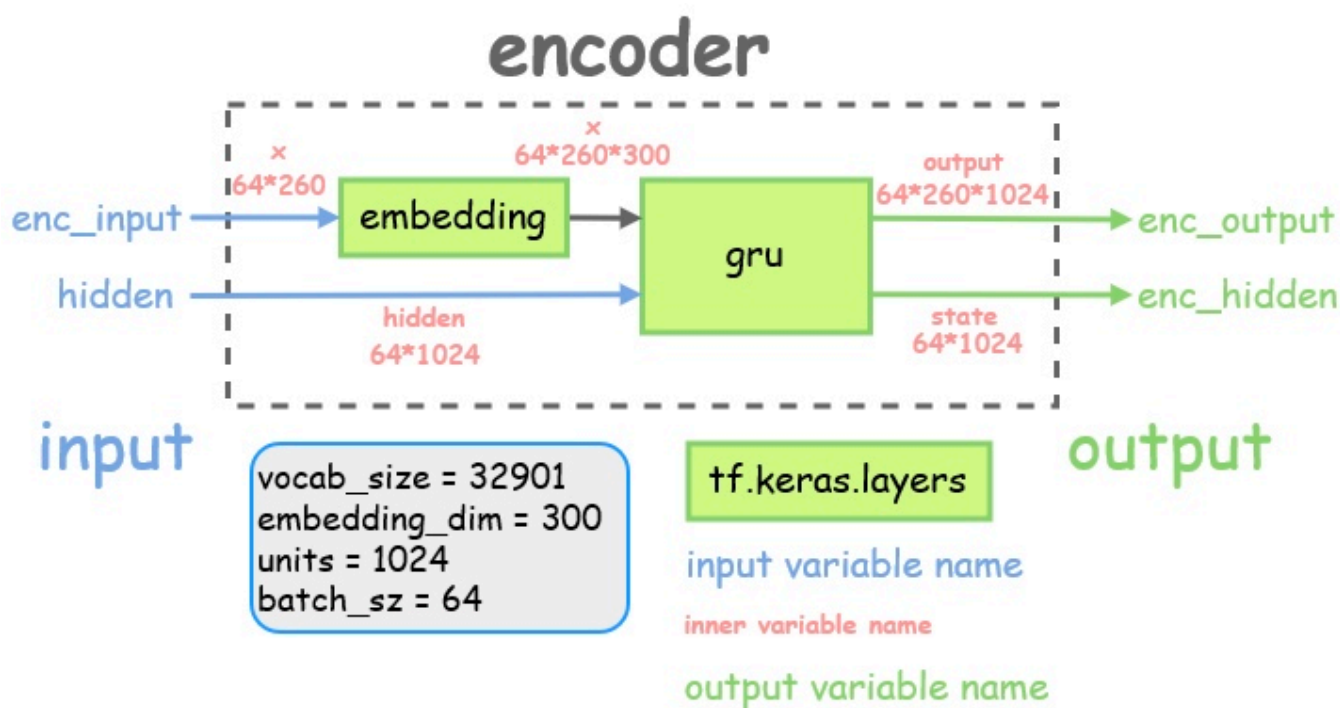 encoder
x
64*260
x
64*260*300
output
64*260*1024
enc_input
embedding
gru
enc_output
hidden
enc_hidden
hidden
64*1024
state
64*1024
input
output
vocab_size = 32901
embedding_dim = 300
units = 1024
batch_sz = 64
tf.keras.layers
input variable name
inner variable name
output variable name